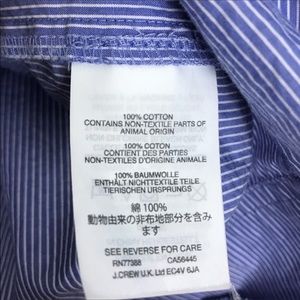 100% COTTON
CONTAINS NON-TEXTILE PARTS OF
ANIMAL ORIGIN
100% COTON
CONTIENT DES PARTIES
NON-TEXTILES D'ORIGINE ANIMALE
100% BAUMWOLLE
ENTHÄLT NICHTTEXTILE TEILE
TIERISCHEN URSPRUNGS
綿 100%
動物由来の非布地部分を含み
ます
SEE REVERSE FOR CARE
RN77388 CA56445
J.CREW U.K. Ltd EC4V 6JA